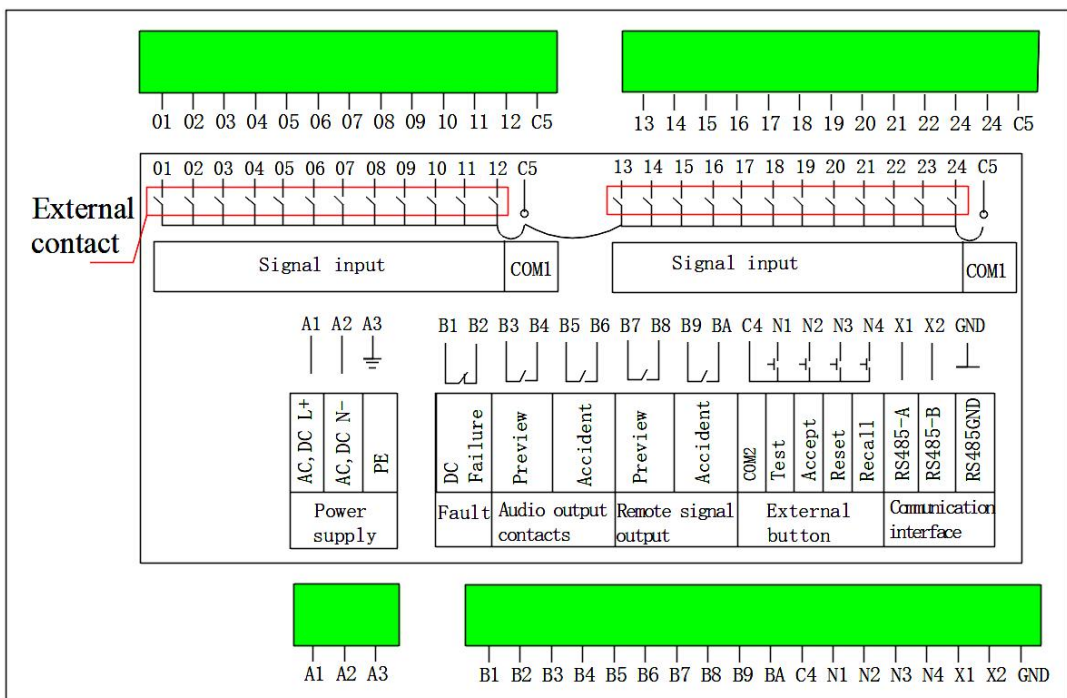 01 02 03 04 05 06 07 08 09 10 11 12 C5
13 14 15 16 17 18 19 20 21 22 24 24 C5
01 02 03 04 05 06 07 08 09 10 11 12 C5
13 14 15 16 17 18 19 20 21 22 23 24 C5
External
contact
Signal input
COM1
Signal input
COM1
A1 A2 A3
B1 B2 B3 B4 B5 B6 B7 B8 B9 BA C4 N1 N2 N3 N4 X1 X2 GND
AC,DC L+
AC,DC N-
PE
DC
Failure
Preview
Accident
Preview
Accident
COM2
Test
Accept
Reset
Recall
RS485-A
RS485-B
RS485GND
Power
supply
Fault
Audio output
contacts
Remote signal
output
External
button
Communication
interface
A1 A2 A3
B1 B2 B3 B4 B5 B6 B7 B8 B9 BA C4 N1 N2 N3 N4 X1 X2 GND